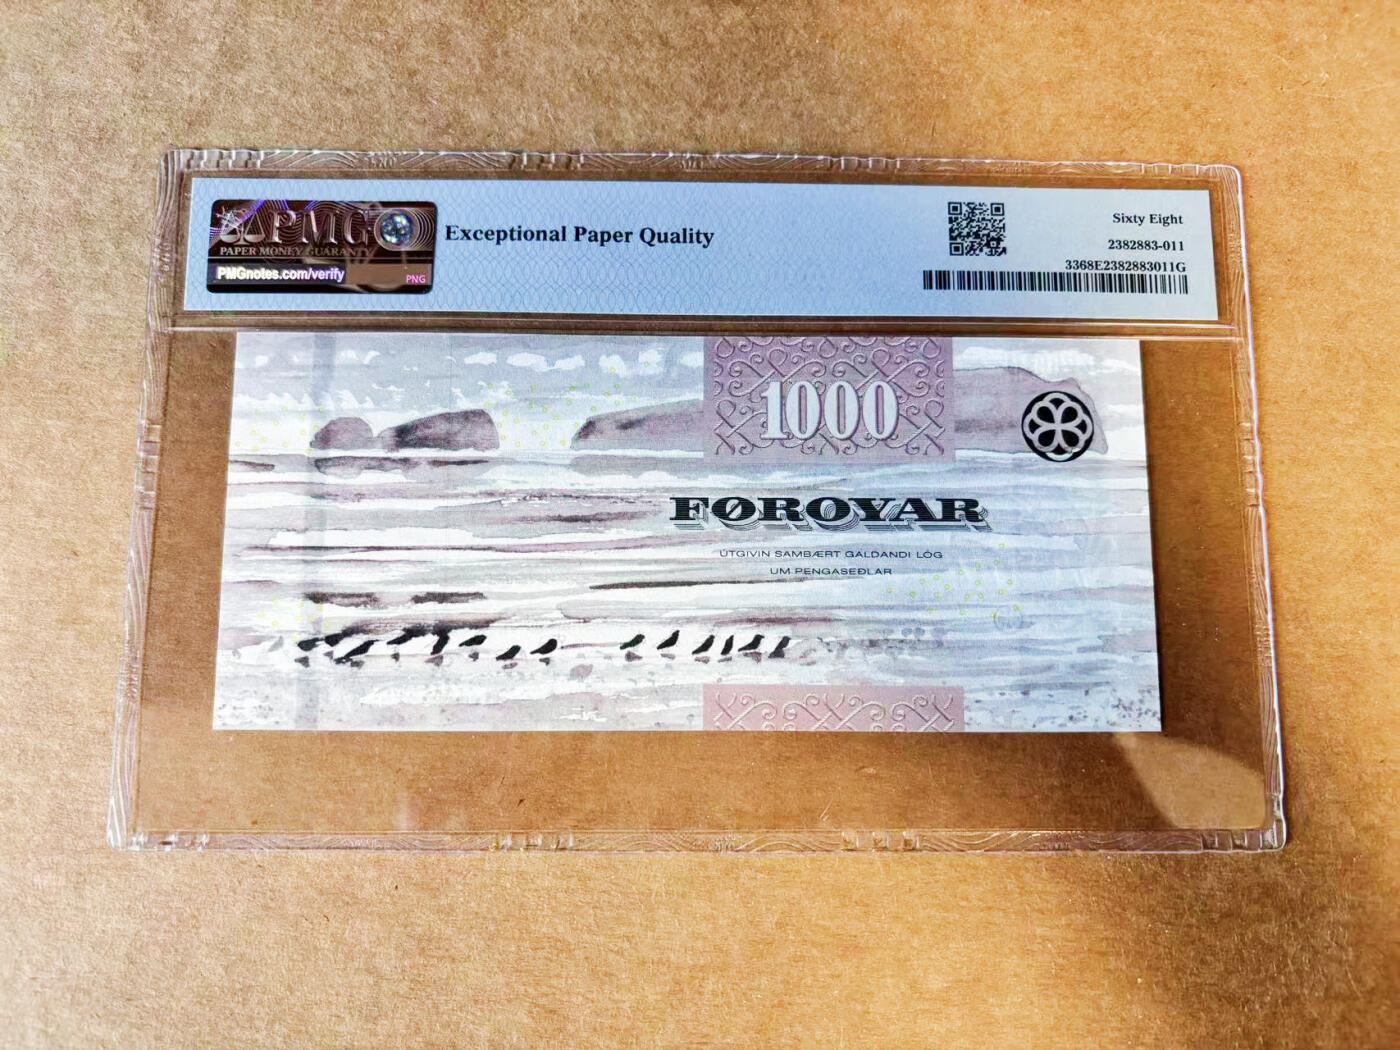 PMG
PAPER MONEY GUARANTY
PMGnotes.com/verify
PNG
Exceptional Paper Quality
Sixty Eight
2382883-011
3368E2382883011G
1000
FØROYAR
ÚTGIVIN SAMBÆRT GALDANDI LÓG
UM PENGASEÐLAR